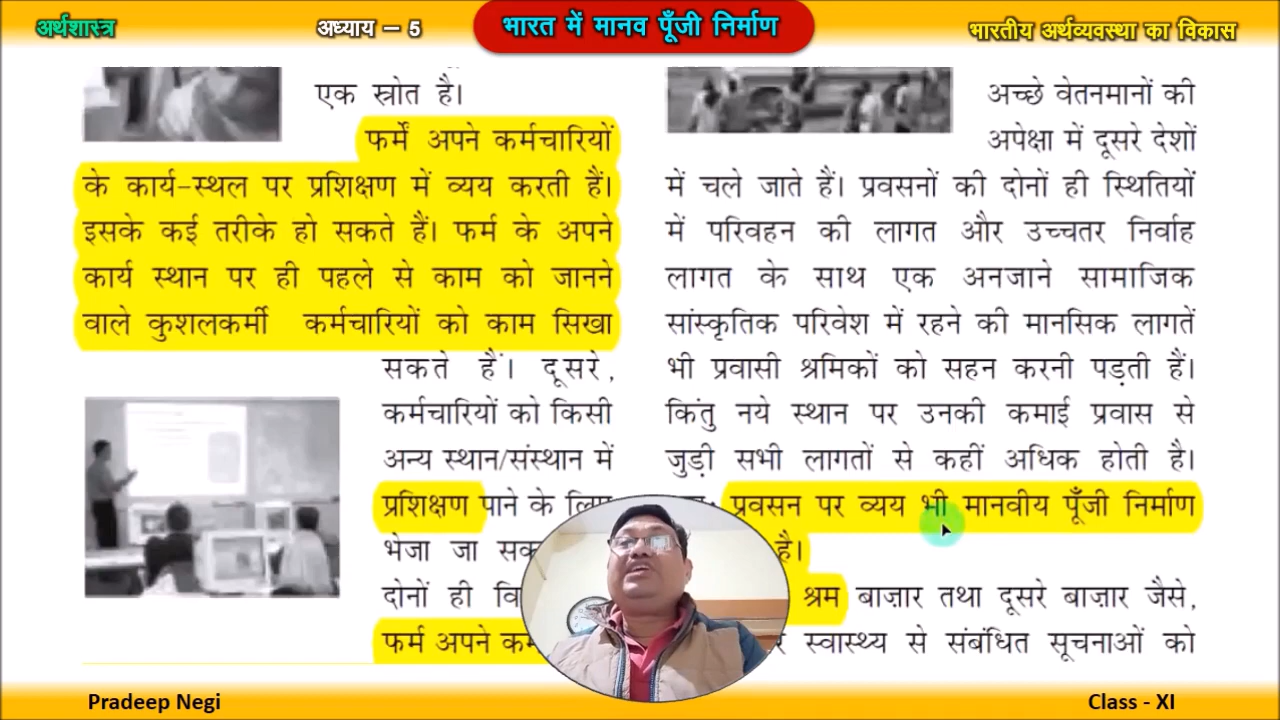 अर्थशास्त्र
अध्याय – 5
भारत में मानव पूँजी निर्माण
भारतीय अर्थव्यवस्था का विकास
एक स्रोत है।
फर्में अपने कर्मचारियों
के कार्य-स्थल पर प्रशिक्षण में व्यय करती हैं।
इसके कई तरीके हो सकते हैं। फर्म के अपने
कार्य स्थान पर ही पहले से काम को जानने
वाले कुशलकर्मी कर्मचारियों को काम सिखा
सकते हैं। दूसरे,
कर्मचारियों को किसी
अन्य स्थान/संस्थान में
प्रशिक्षण पाने के लिए
भेजा जा
दोनों ही
फर्म अपने
अच्छे वेतनमानों की
अपेक्षा में दूसरे देशों
में चले जाते हैं। प्रवसनों की दोनों ही स्थितियों
में परिवहन की लागत और उच्चतर निर्वाह
लागत के साथ एक अनजाने सामाजिक
सांस्कृतिक परिवेश में रहने की मानसिक लागतें
भी प्रवासी श्रमिकों को सहन करनी पड़ती हैं।
किंतु नये स्थान पर उनकी कमाई प्रवास से
जुड़ी सभी लागतों से कहीं अधिक होती है।
प्रवसन पर व्यय भी मानवीय पूँजी निर्माण
है।
श्रम बाज़ार तथा दूसरे बाज़ार जैसे,
स्वास्थ्य से संबंधित सूचनाओं को
Pradeep Negi
Class - XI